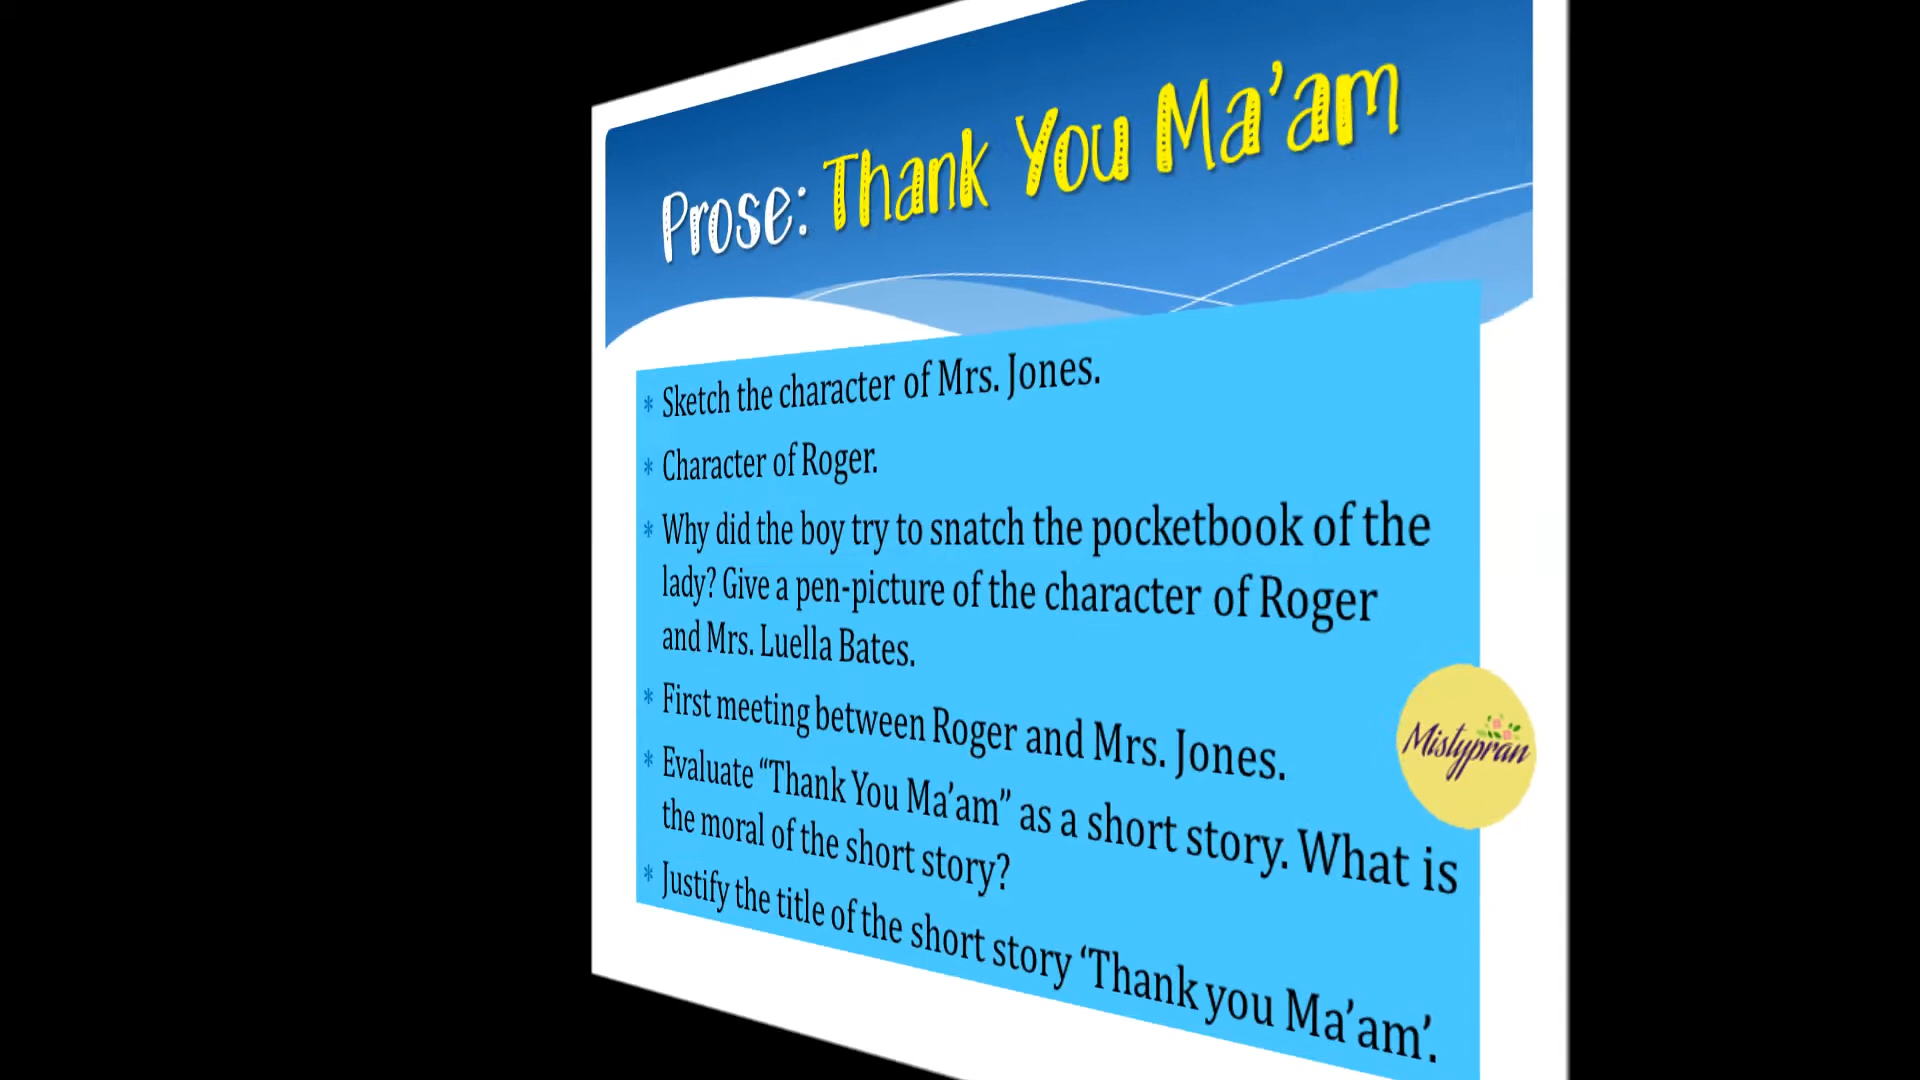 Prose: Thank You Ma’am
* Sketch the character of Mrs. Jones.
* Character of Roger.
* Why did the boy try to snatch the pocketbook of the
lady? Give a pen-picture of the character of Roger
and Mrs. Luella Bates.
* First meeting between Roger and Mrs. Jones.
* Evaluate “Thank You Ma’am” as a short story. What is
the moral of the short story?
* Justify the title of the short story ‘Thank you Ma’am’.
Mistypran